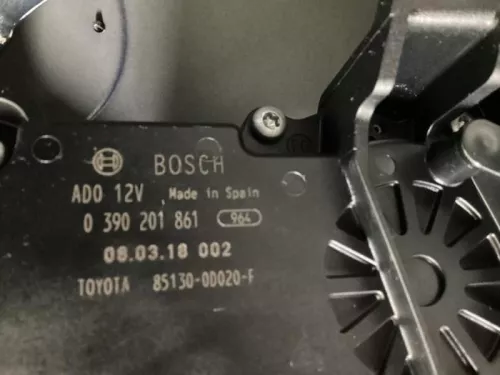 BOSCH
ADO 12V Made in Spain
0 390 201 861 964
08.03.18 002
TOYOTA 85130-0D020-F